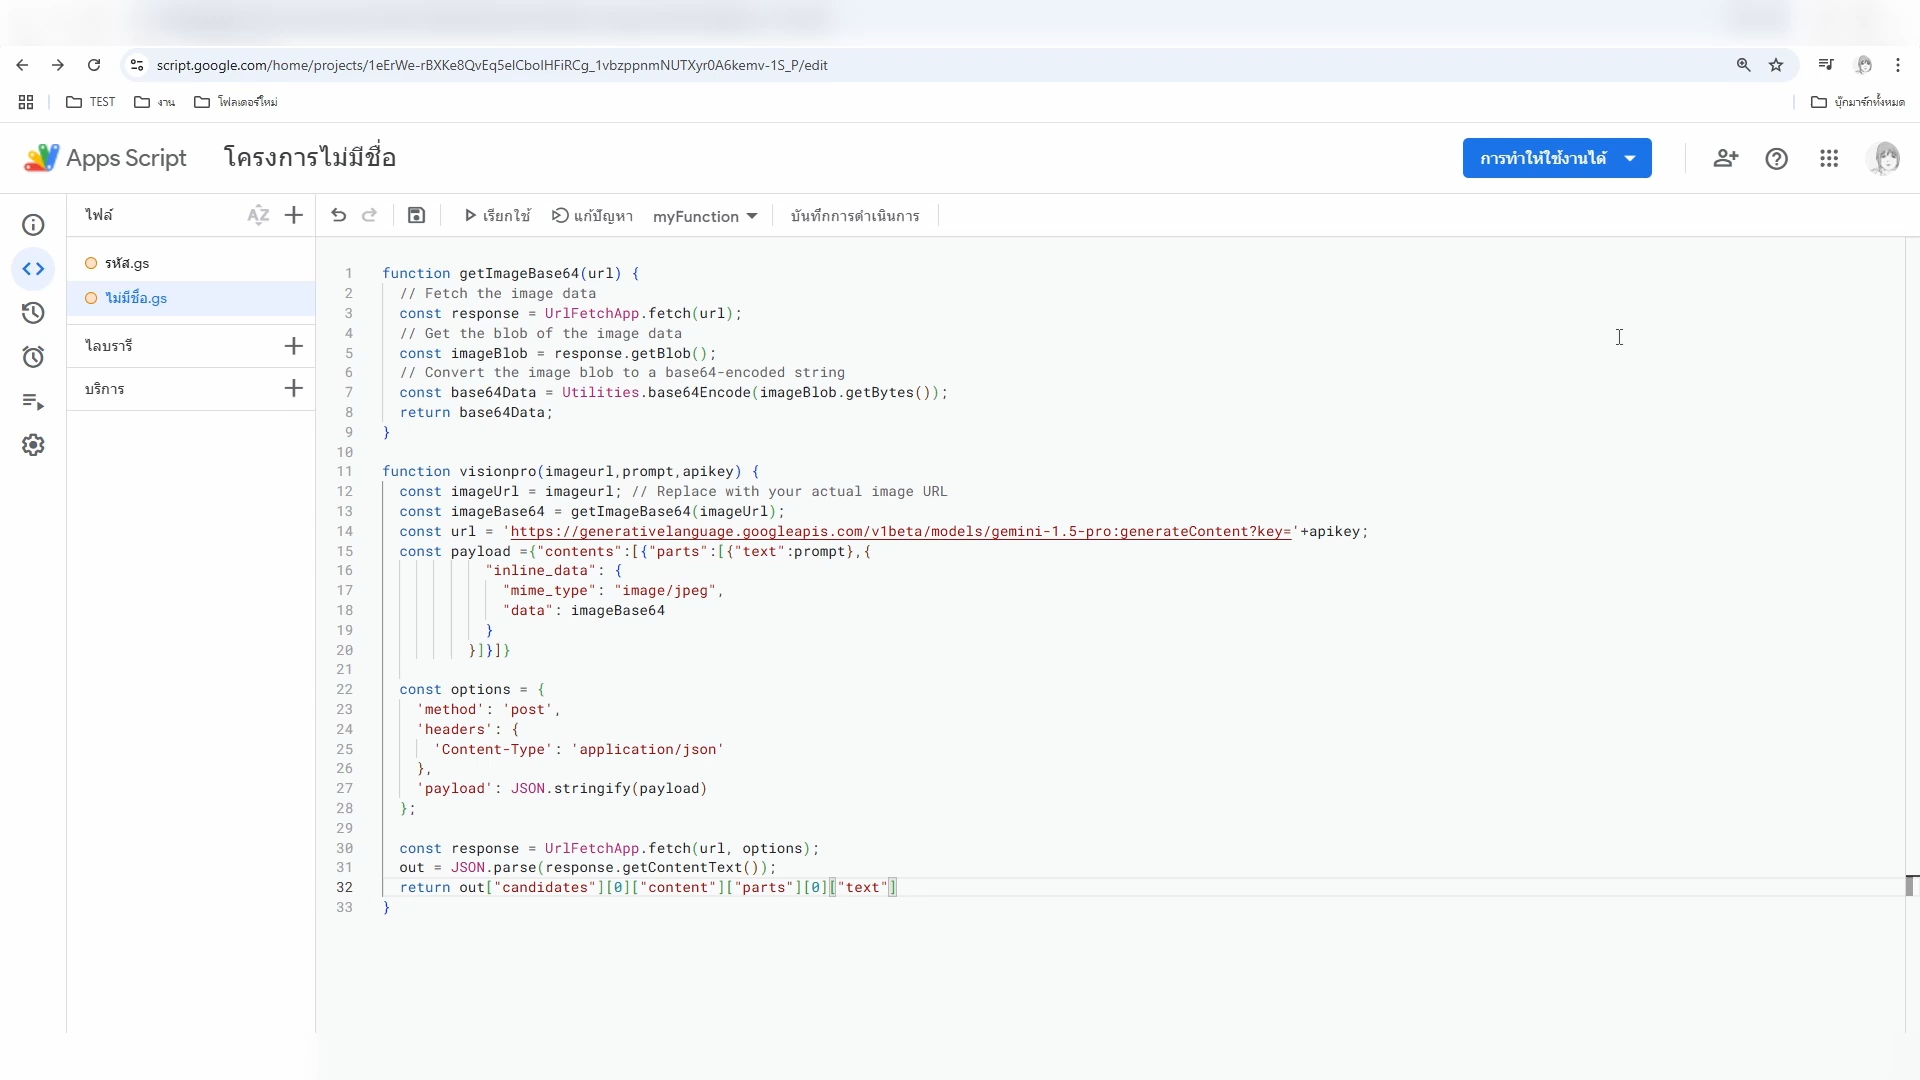 script.google.com/home/projects/1eErWe-rBXKe8QvEq5elCbolHFiRCg_1vbzppnmNUTXyr0A6kemv-1S_P/edit
TEST งาน โฟลเดอร์ใหม่ บุ๊กมาร์กทั้งหมด
Apps Script โครงการไม่มีชื่อ การทำให้ใช้งานได้
ไฟล์ AZ เรียกใช้ แก้ปัญหา myFunction บันทึกการดำเนินการ
รหัส.gs
ไม่มีชื่อ.gs
ไลบรารี
บริการ
1 function getImageBase64(url) {
2 // Fetch the image data
3 const response = UrlFetchApp.fetch(url);
4 // Get the blob of the image data
5 const imageBlob = response.getBlob();
6 // Convert the image blob to a base64-encoded string
7 const base64Data = Utilities.base64Encode(imageBlob.getBytes());
8 return base64Data;
9 }
10
11 function visionpro(imageurl,prompt,apikey) {
12 const imageUrl = imageurl; // Replace with your actual image URL
13 const imageBase64 = getImageBase64(imageUrl);
14 const url = 'https://generativelanguage.googleapis.com/v1beta/models/gemini-1.5-pro:generateContent?key='+apikey;
15 const payload ={"contents":[{"parts":[{"text":prompt},{
16 "inline_data": {
17 "mime_type": "image/jpeg",
18 "data": imageBase64
19 }
20 }]}]}
21
22 const options = {
23 'method': 'post',
24 'headers': {
25 'Content-Type': 'application/json'
26 },
27 'payload': JSON.stringify(payload)
28 };
29
30 const response = UrlFetchApp.fetch(url, options);
31 out = JSON.parse(response.getContentText());
32 return out["candidates"][0]["content"]["parts"][0]["text"]
33 }